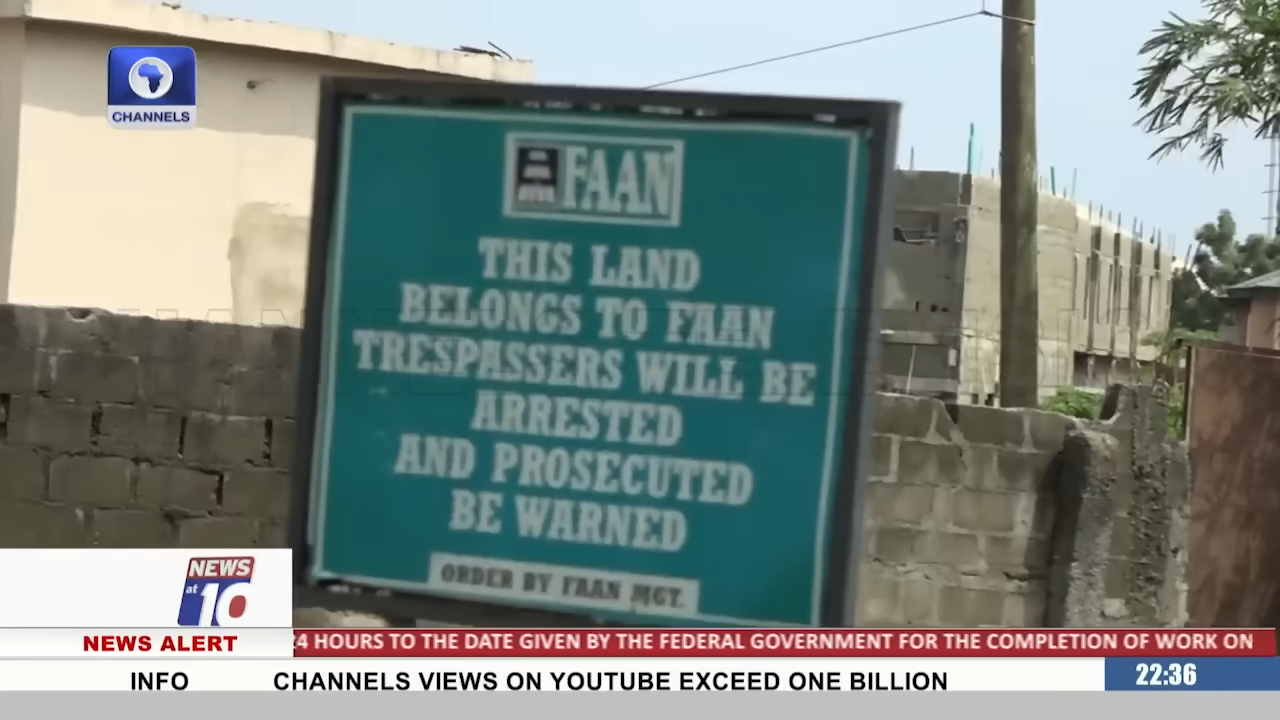 CHANNELS
FAAN
THIS LAND
BELONGS TO FAAN
TRESPASSERS WILL BE
ARRESTED
AND PROSECUTED
BE WARNED
ORDER BY FAAN MGT.
NEWS
at 10
NEWS ALERT
4 HOURS TO THE DATE GIVEN BY THE FEDERAL GOVERNMENT FOR THE COMPLETION OF WORK ON
INFO
CHANNELS VIEWS ON YOUTUBE EXCEED ONE BILLION
22:36